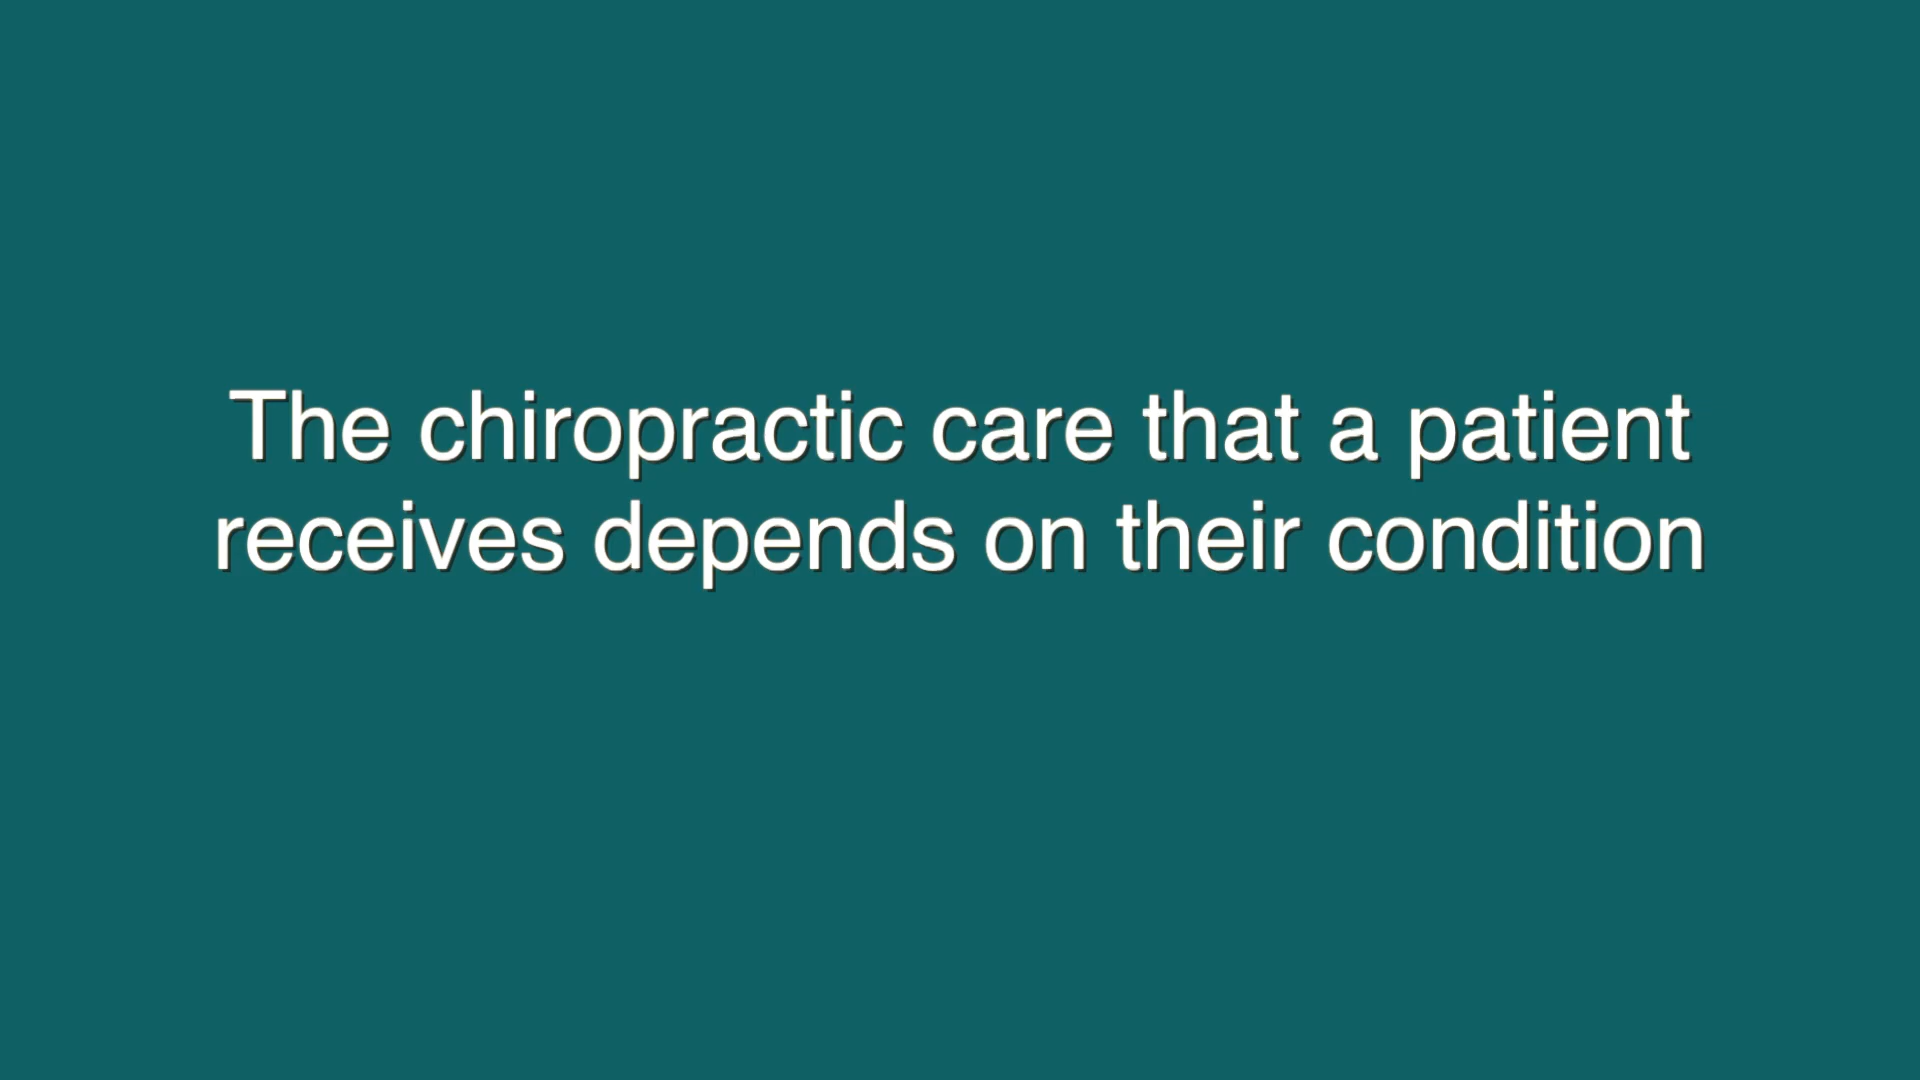 The chiropractic care that a patient
receives depends on their condition